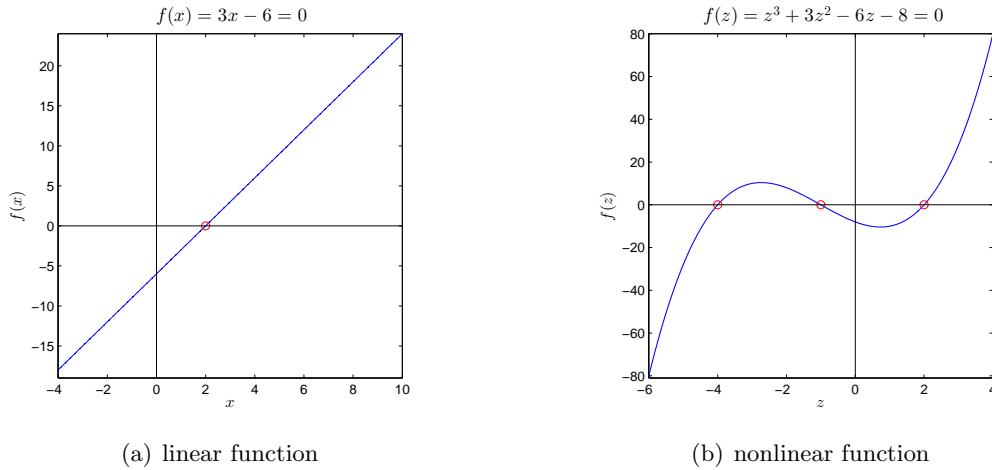 f(x) = 3x − 6 = 0
20
15
10
5
0
−5
−10
−15
f(x)
−4 −2 0 2 4 6 8 10
x
(a) linear function
f(z) = z³ + 3z² − 6z − 8 = 0
80
60
40
20
0
−20
−40
−60
−80
f(z)
−6 −4 −2 0 2 4
z
(b) nonlinear function